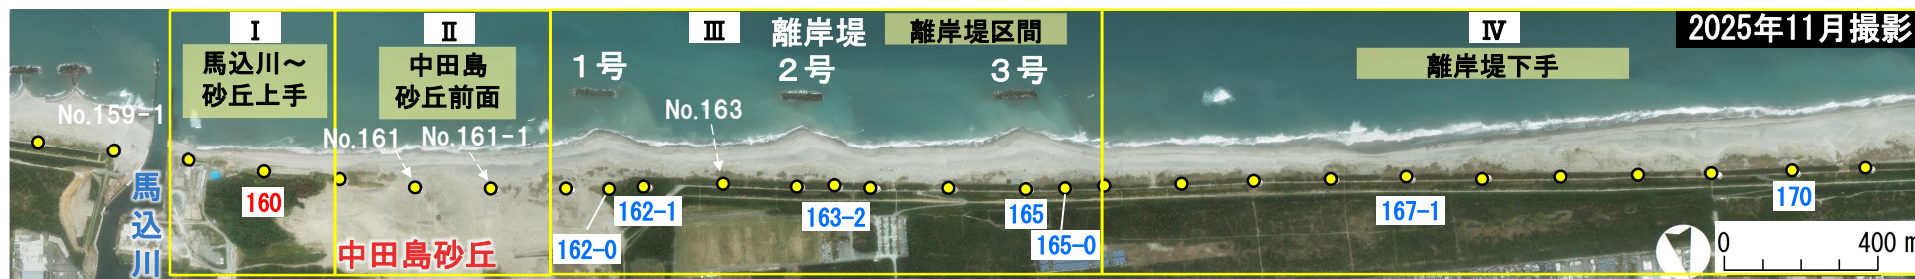 Ⅰ
馬込川～
砂丘上手
Ⅱ
中田島
砂丘前面
Ⅲ
離岸堤
離岸堤区間
1号
2号
3号
Ⅳ
離岸堤下手
2025年11月撮影
No.159-1
No.161
No.161-1
No.163
馬込川
160
中田島砂丘
162-0
162-1
163-2
165
165-0
167-1
170
0
400 m